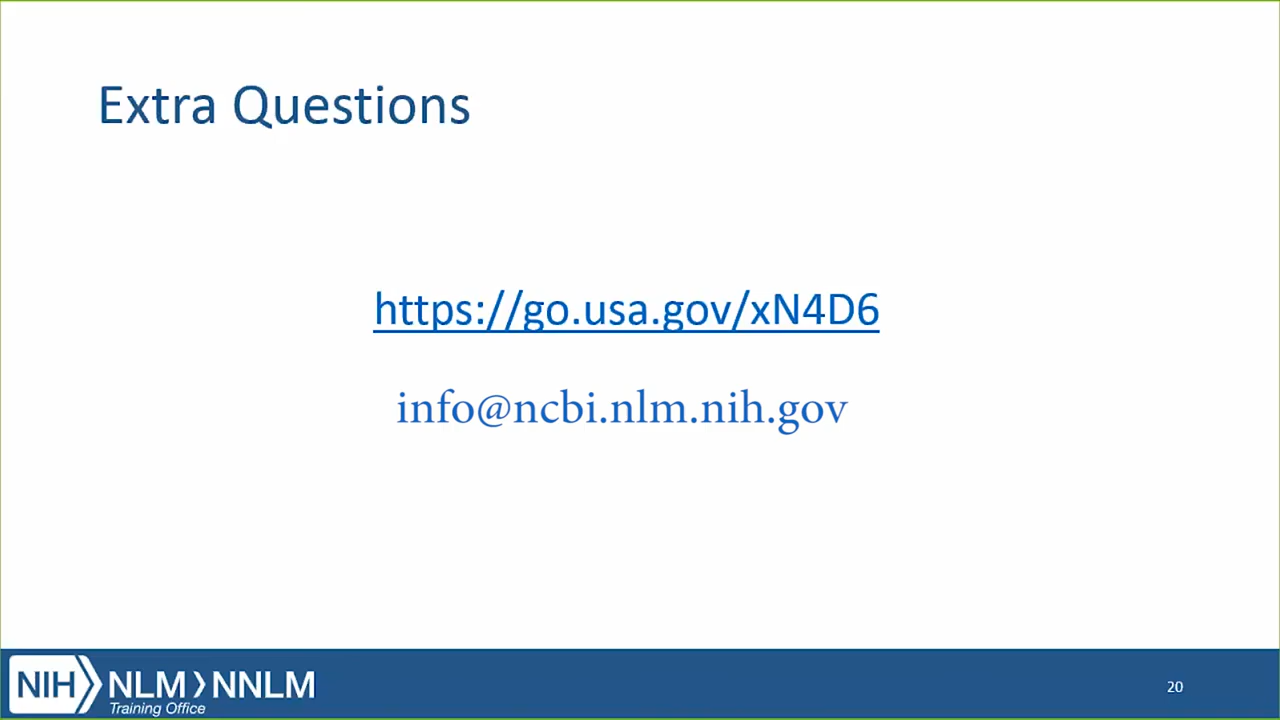 Extra Questions
https://go.usa.gov/xN4D6
info@ncbi.nlm.nih.gov
NIH NLM NNLM
Training Office
20